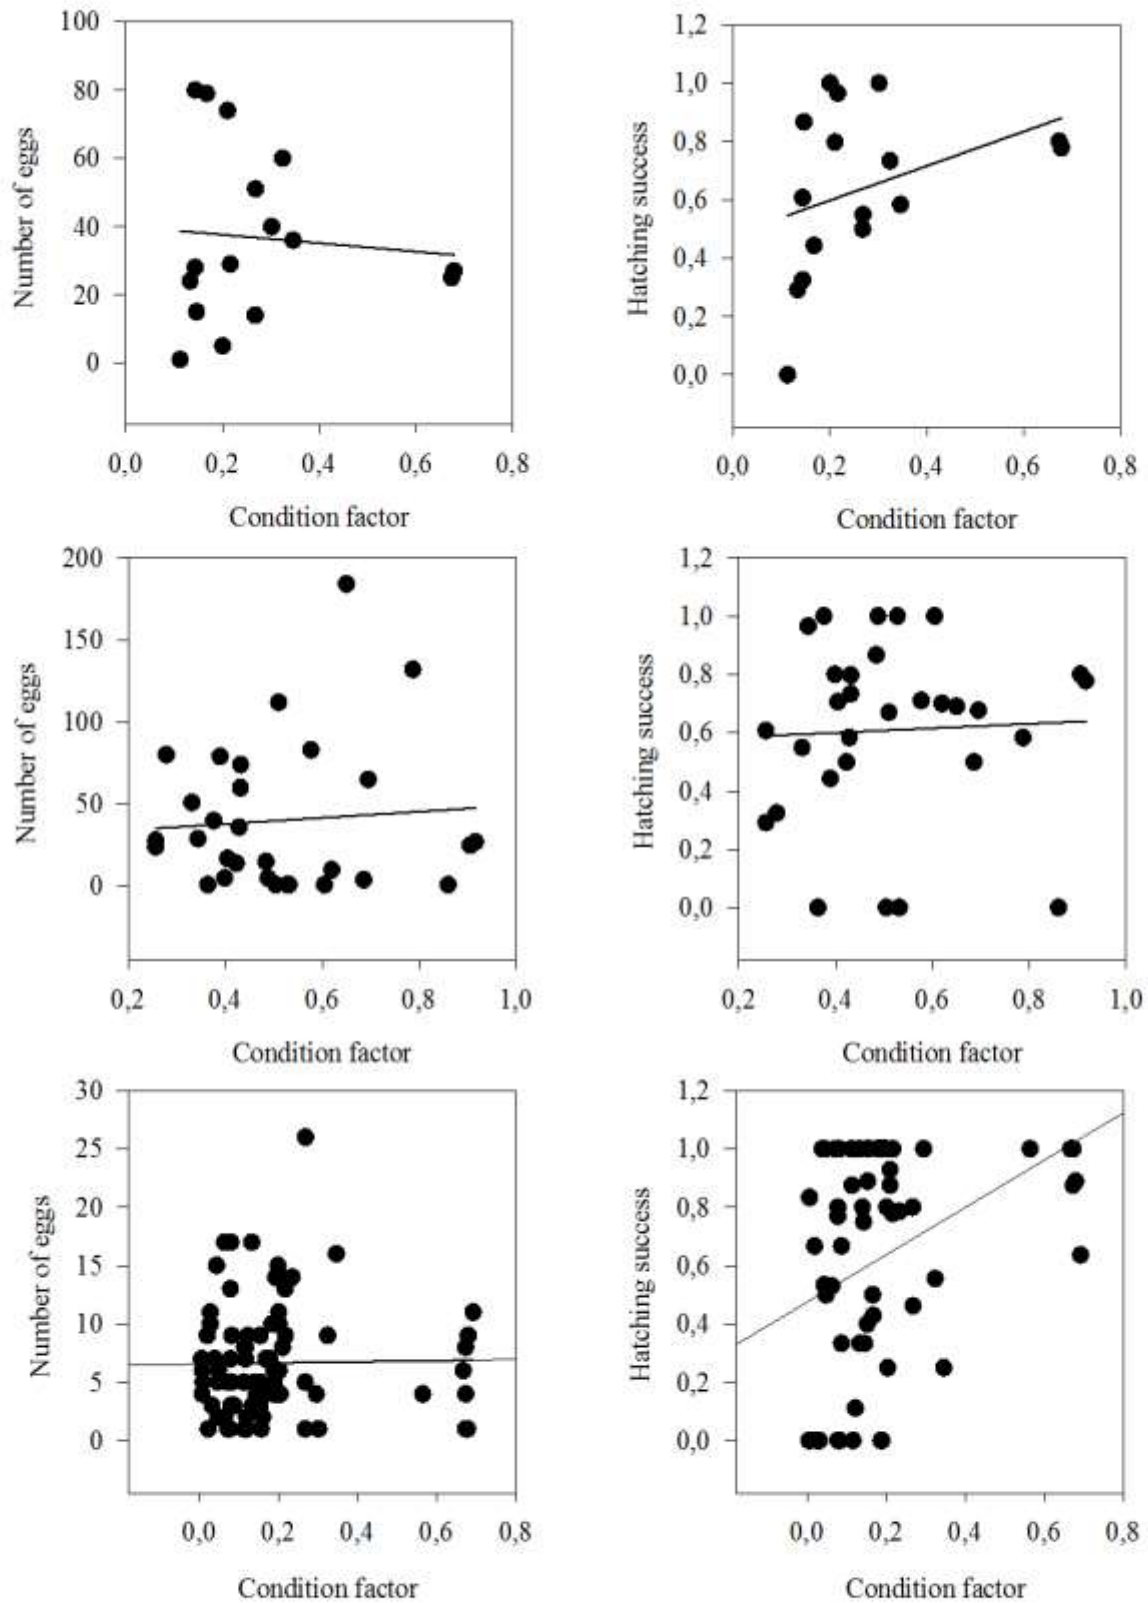 100
80
60
40
20
0
Number of eggs
0,0 0,2 0,4 0,6 0,8
Condition factor
1,2
1,0
0,8
0,6
0,4
0,2
0,0
Hatching success
0,0 0,2 0,4 0,6 0,8
Condition factor
200
150
100
50
0
Number of eggs
0,2 0,4 0,6 0,8 1,0
Condition factor
1,2
1,0
0,8
0,6
0,4
0,2
0,0
Hatching success
0,2 0,4 0,6 0,8 1,0
Condition factor
30
25
20
15
10
5
0
Number of eggs
0,0 0,2 0,4 0,6 0,8
Condition factor
1,2
1,0
0,8
0,6
0,4
0,2
0,0
Hatching success
0,0 0,2 0,4 0,6 0,8
Condition factor